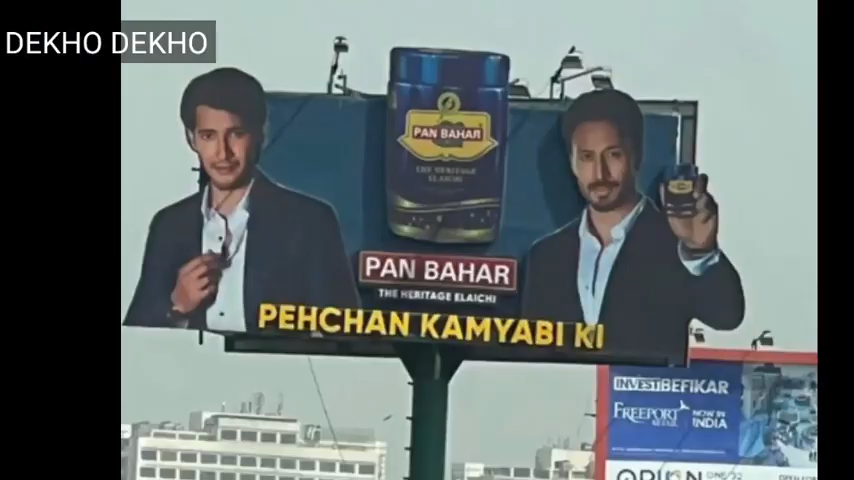 DEKHO DEKHO
PAN BAHAR
THE HERITAGE
ELAICHI
PAN BAHAR
THE HERITAGE ELAICHI
PEHCHAN KAMYABI KI
INVESTBEFIKAR
FREEPORT
RETAIL
NOW IN
INDIA